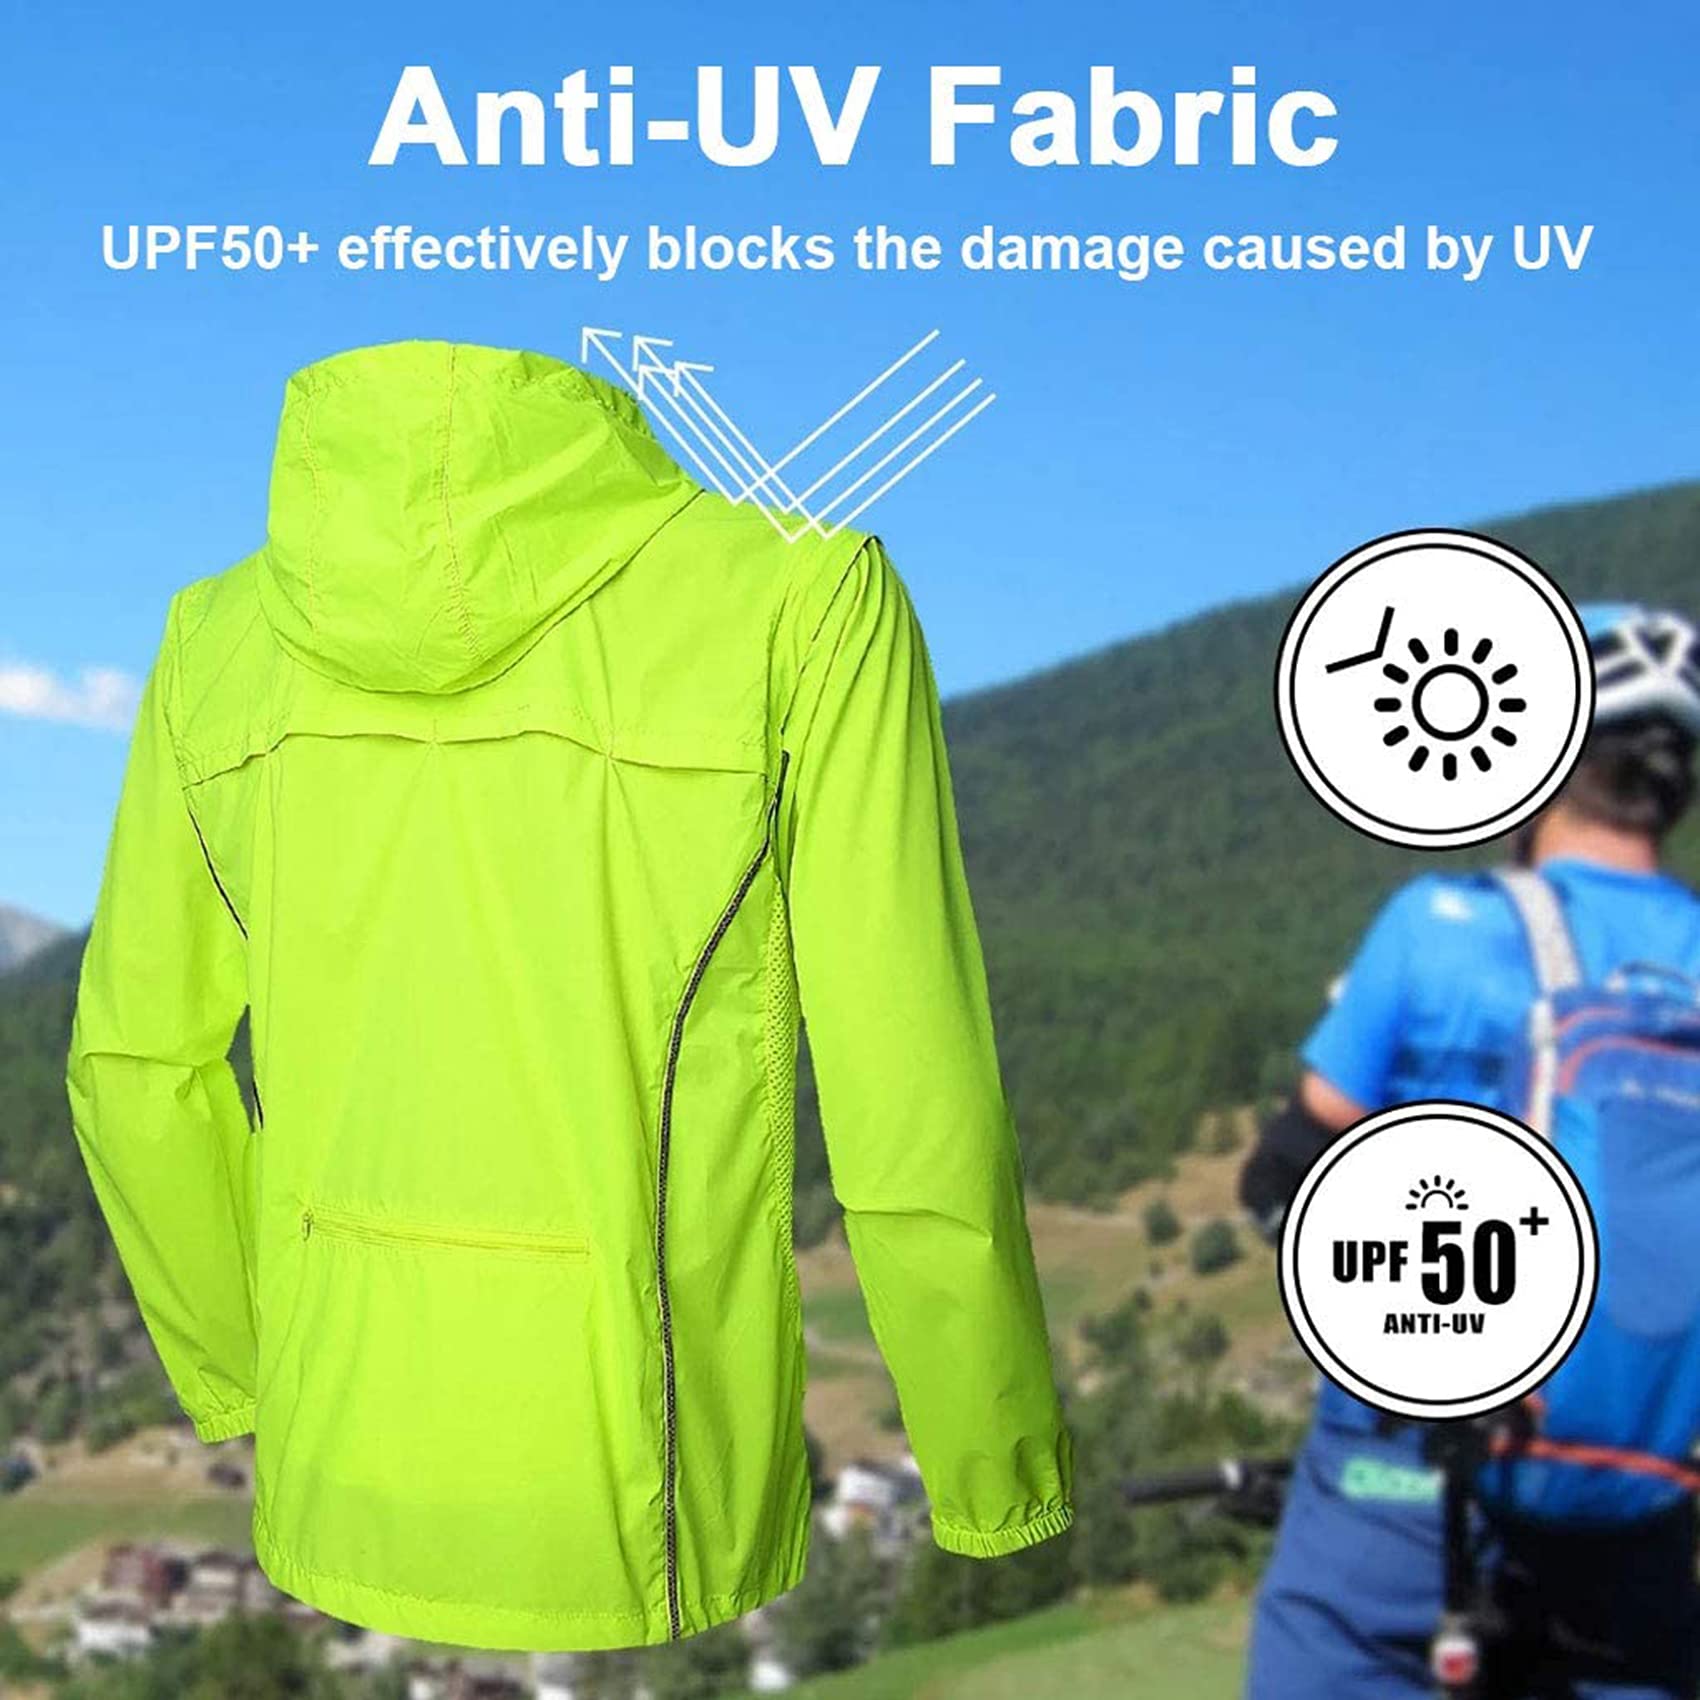 Anti-UV Fabric
UPF50+ effectively blocks the damage caused by UV
UPF 50+
ANTI-UV